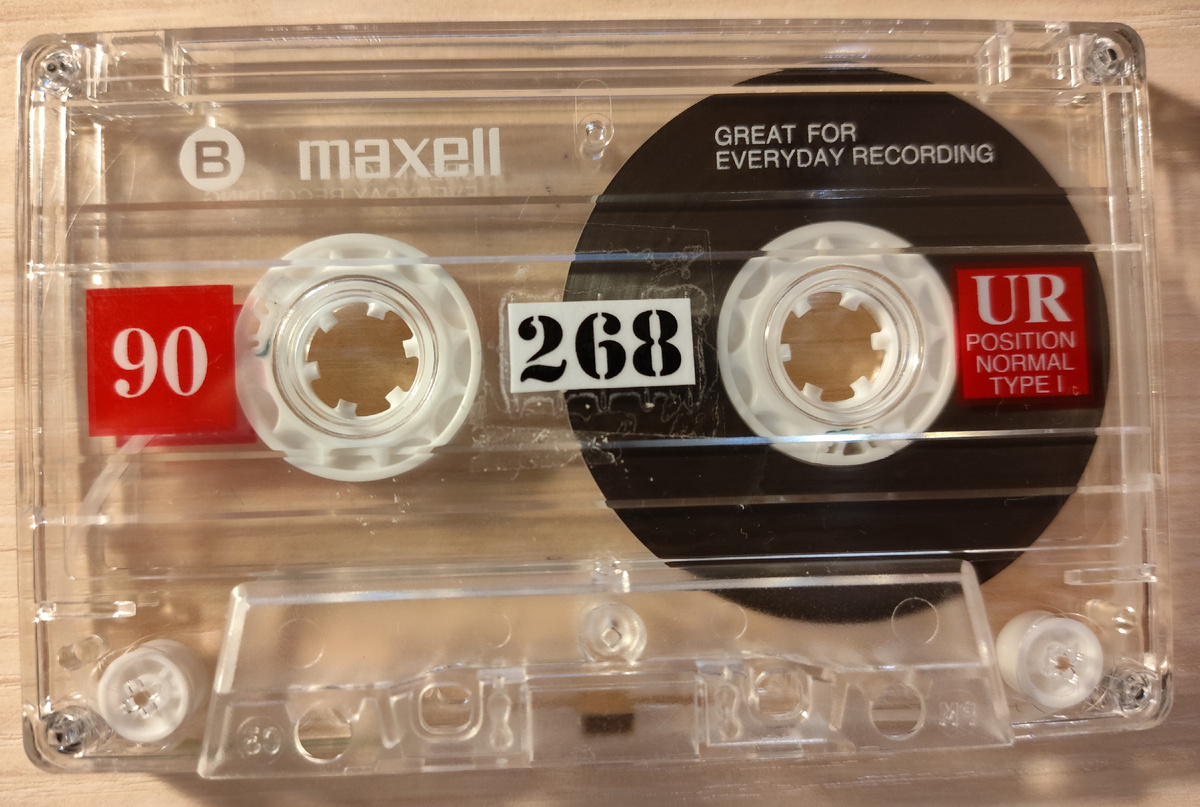 B maxell
GREAT FOR
EVERYDAY RECORDING
90
268
UR
POSITION
NORMAL
TYPE I